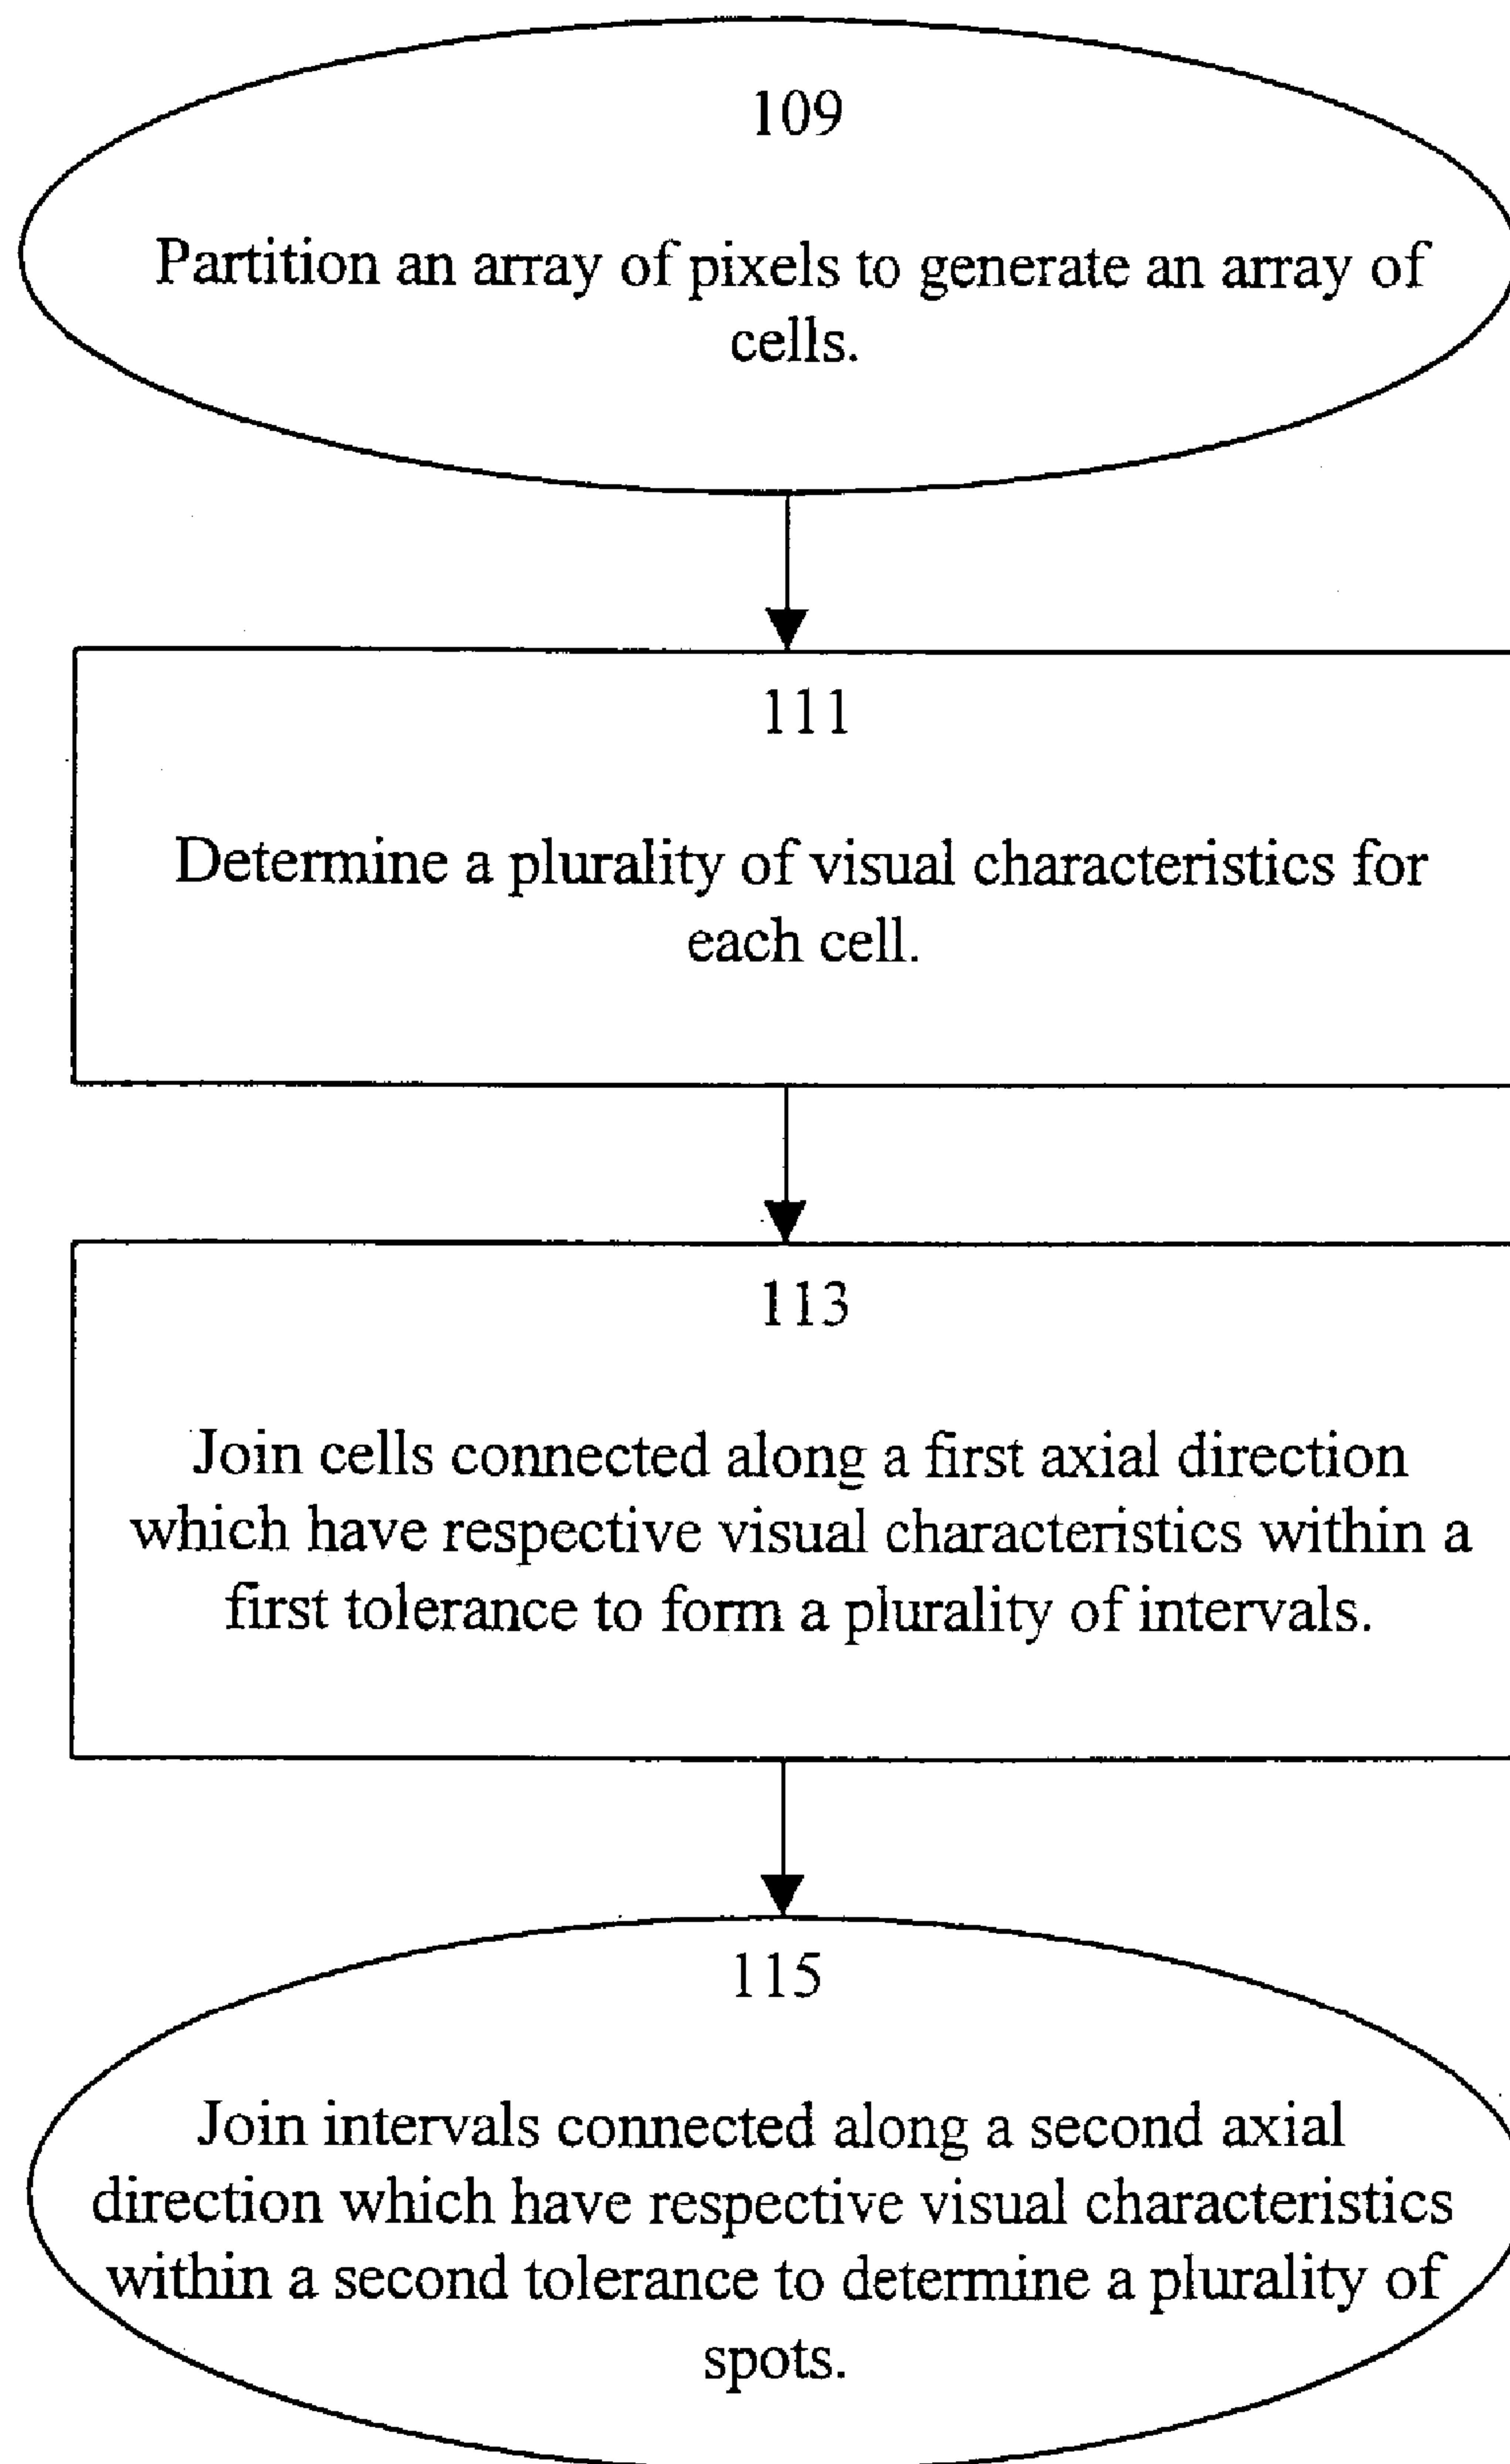 109
Partition an array of pixels to generate an array of
cells.
111
Determine a plurality of visual characteristics for
each cell.
113
Join cells connected along a first axial direction
which have respective visual characteristics within a
first tolerance to form a plurality of intervals.
115
Join intervals connected along a second axial
direction which have respective visual characteristics
within a second tolerance to determine a plurality of
spots.